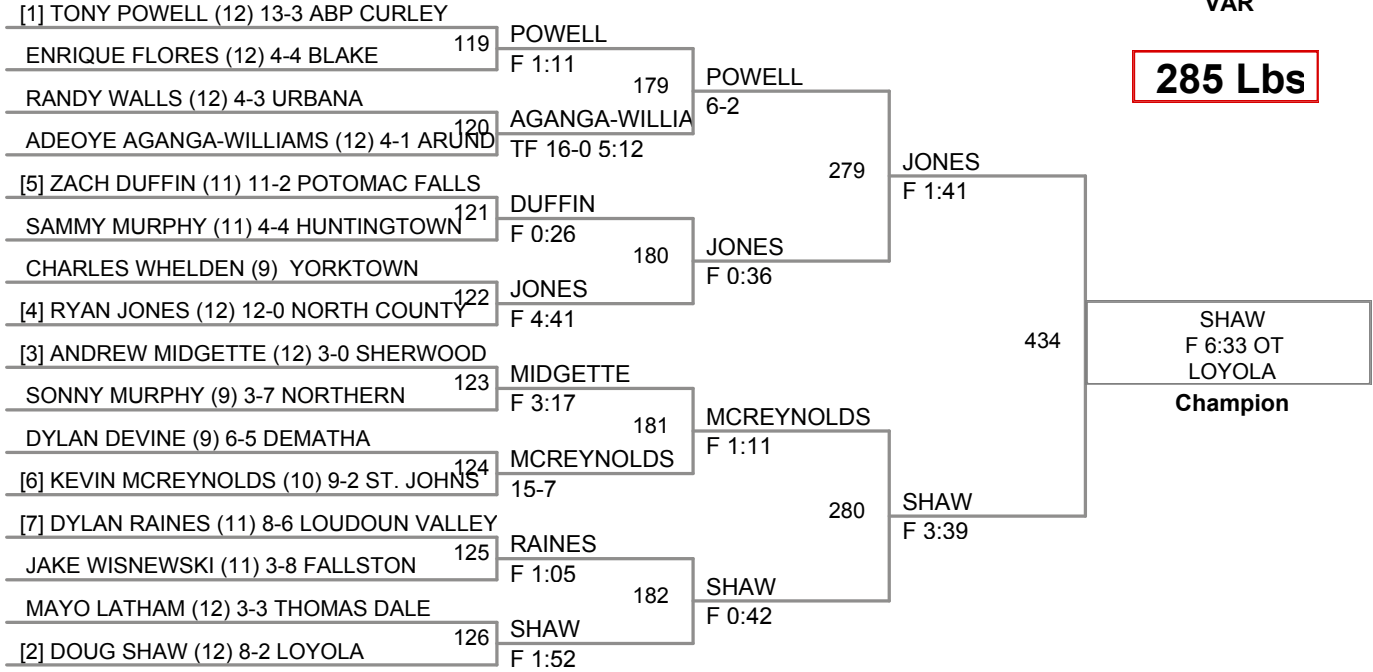 VAR
285 Lbs
[1] TONY POWELL (12) 13-3 ABP CURLEY
ENRIQUE FLORES (12) 4-4 BLAKE
RANDY WALLS (12) 4-3 URBANA
ADEOYE AGANGA-WILLIAMS (12) 4-1 ARUND
[5] ZACH DUFFIN (11) 11-2 POTOMAC FALLS
SAMMY MURPHY (11) 4-4 HUNTINGTOWN
CHARLES WHELDEN (9) YORKTOWN
[4] RYAN JONES (12) 12-0 NORTH COUNTY
[3] ANDREW MIDGETTE (12) 3-0 SHERWOOD
SONNY MURPHY (9) 3-7 NORTHERN
DYLAN DEVINE (9) 6-5 DEMATHA
[6] KEVIN MCREYNOLDS (10) 9-2 ST. JOHNS
[7] DYLAN RAINES (11) 8-6 LOUDOUN VALLEY
JAKE WISNEWSKI (11) 3-8 FALLSTON
MAYO LATHAM (12) 3-3 THOMAS DALE
[2] DOUG SHAW (12) 8-2 LOYOLA
119
120
121
122
123
124
125
126
POWELL
F 1:11
AGANGA-WILLIA
TF 16-0 5:12
DUFFIN
F 0:26
JONES
F 4:41
MIDGETTE
F 3:17
MCREYNOLDS
15-7
RAINES
F 1:05
SHAW
F 1:52
179
180
181
182
POWELL
6-2
JONES
F 0:36
MCREYNOLDS
F 1:11
SHAW
F 0:42
279
280
JONES
F 1:41
SHAW
F 3:39
434
SHAW
F 6:33 OT
LOYOLA
Champion